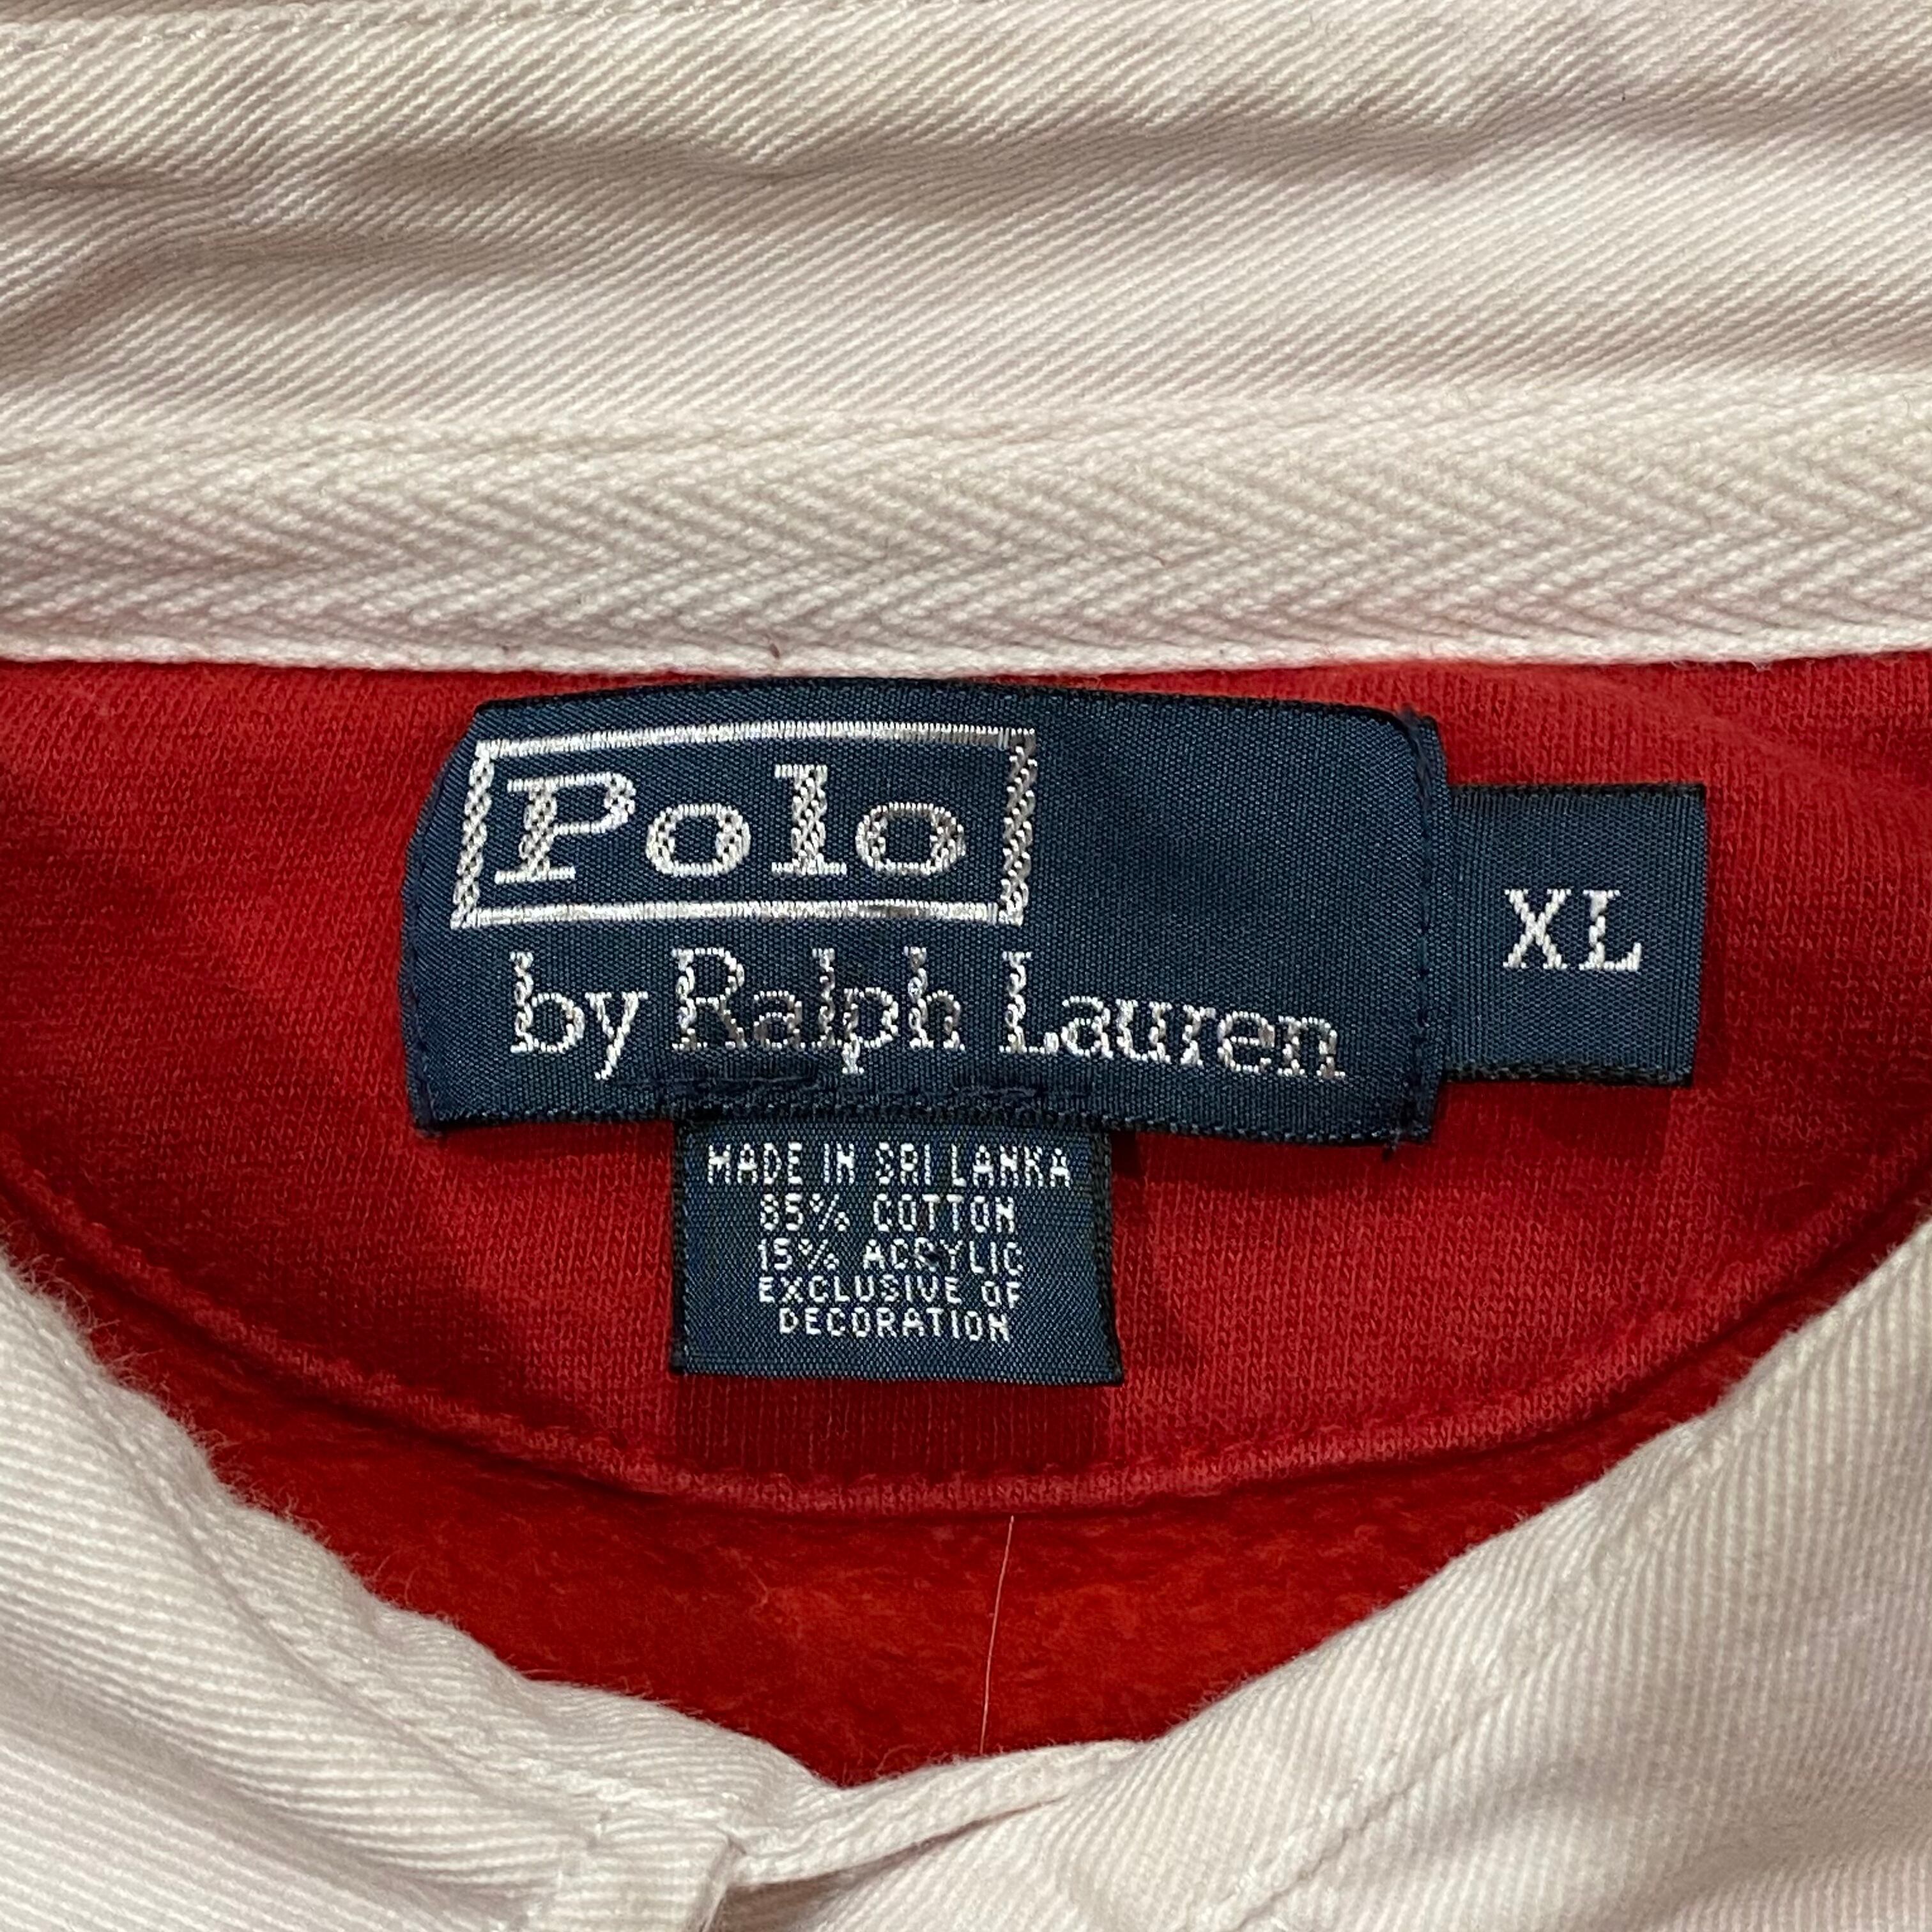 Polo
by Ralph Lauren
XL
MADE IN SRI LANKA
85% COTTON
15% ACRYLIC
EXCLUSIVE OF
DECORATION